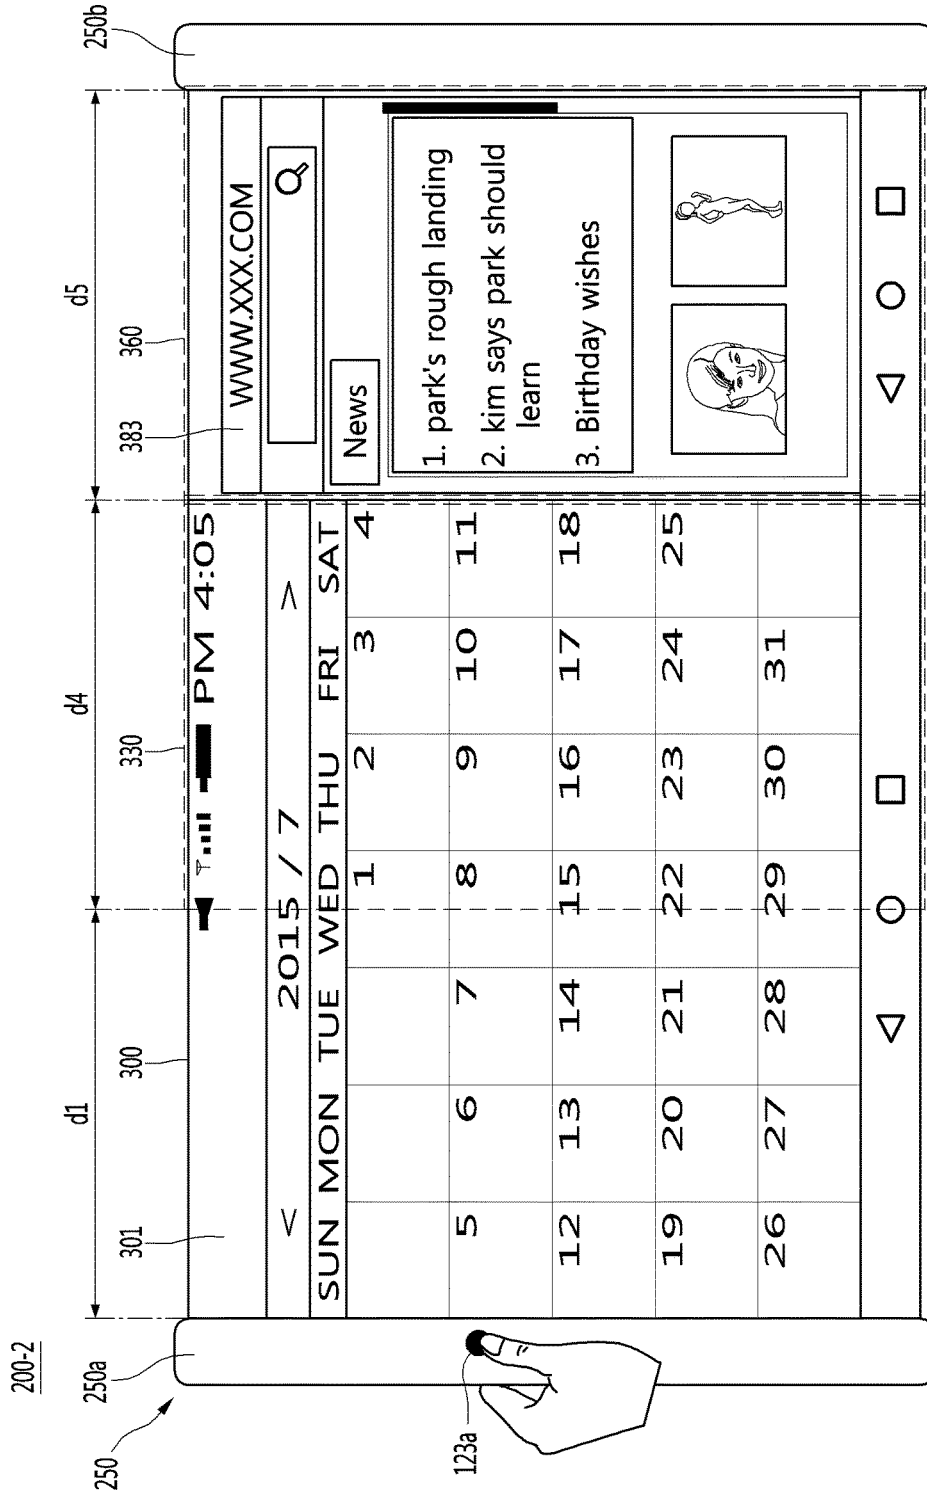 200-2
250
250a
250b
d1
d4
d5
301
300
330
383
360
PM 4:05
< 2015 / 7 >
SUN MON TUE WED THU FRI SAT
1 2 3 4
5 6 7 8 9 10 11
12 13 14 15 16 17 18
19 20 21 22 23 24 25
26 27 28 29 30 31
WWW.XXX.COM
News
1. park's rough landing
2. kim says park should
learn
3. Birthday wishes
123a